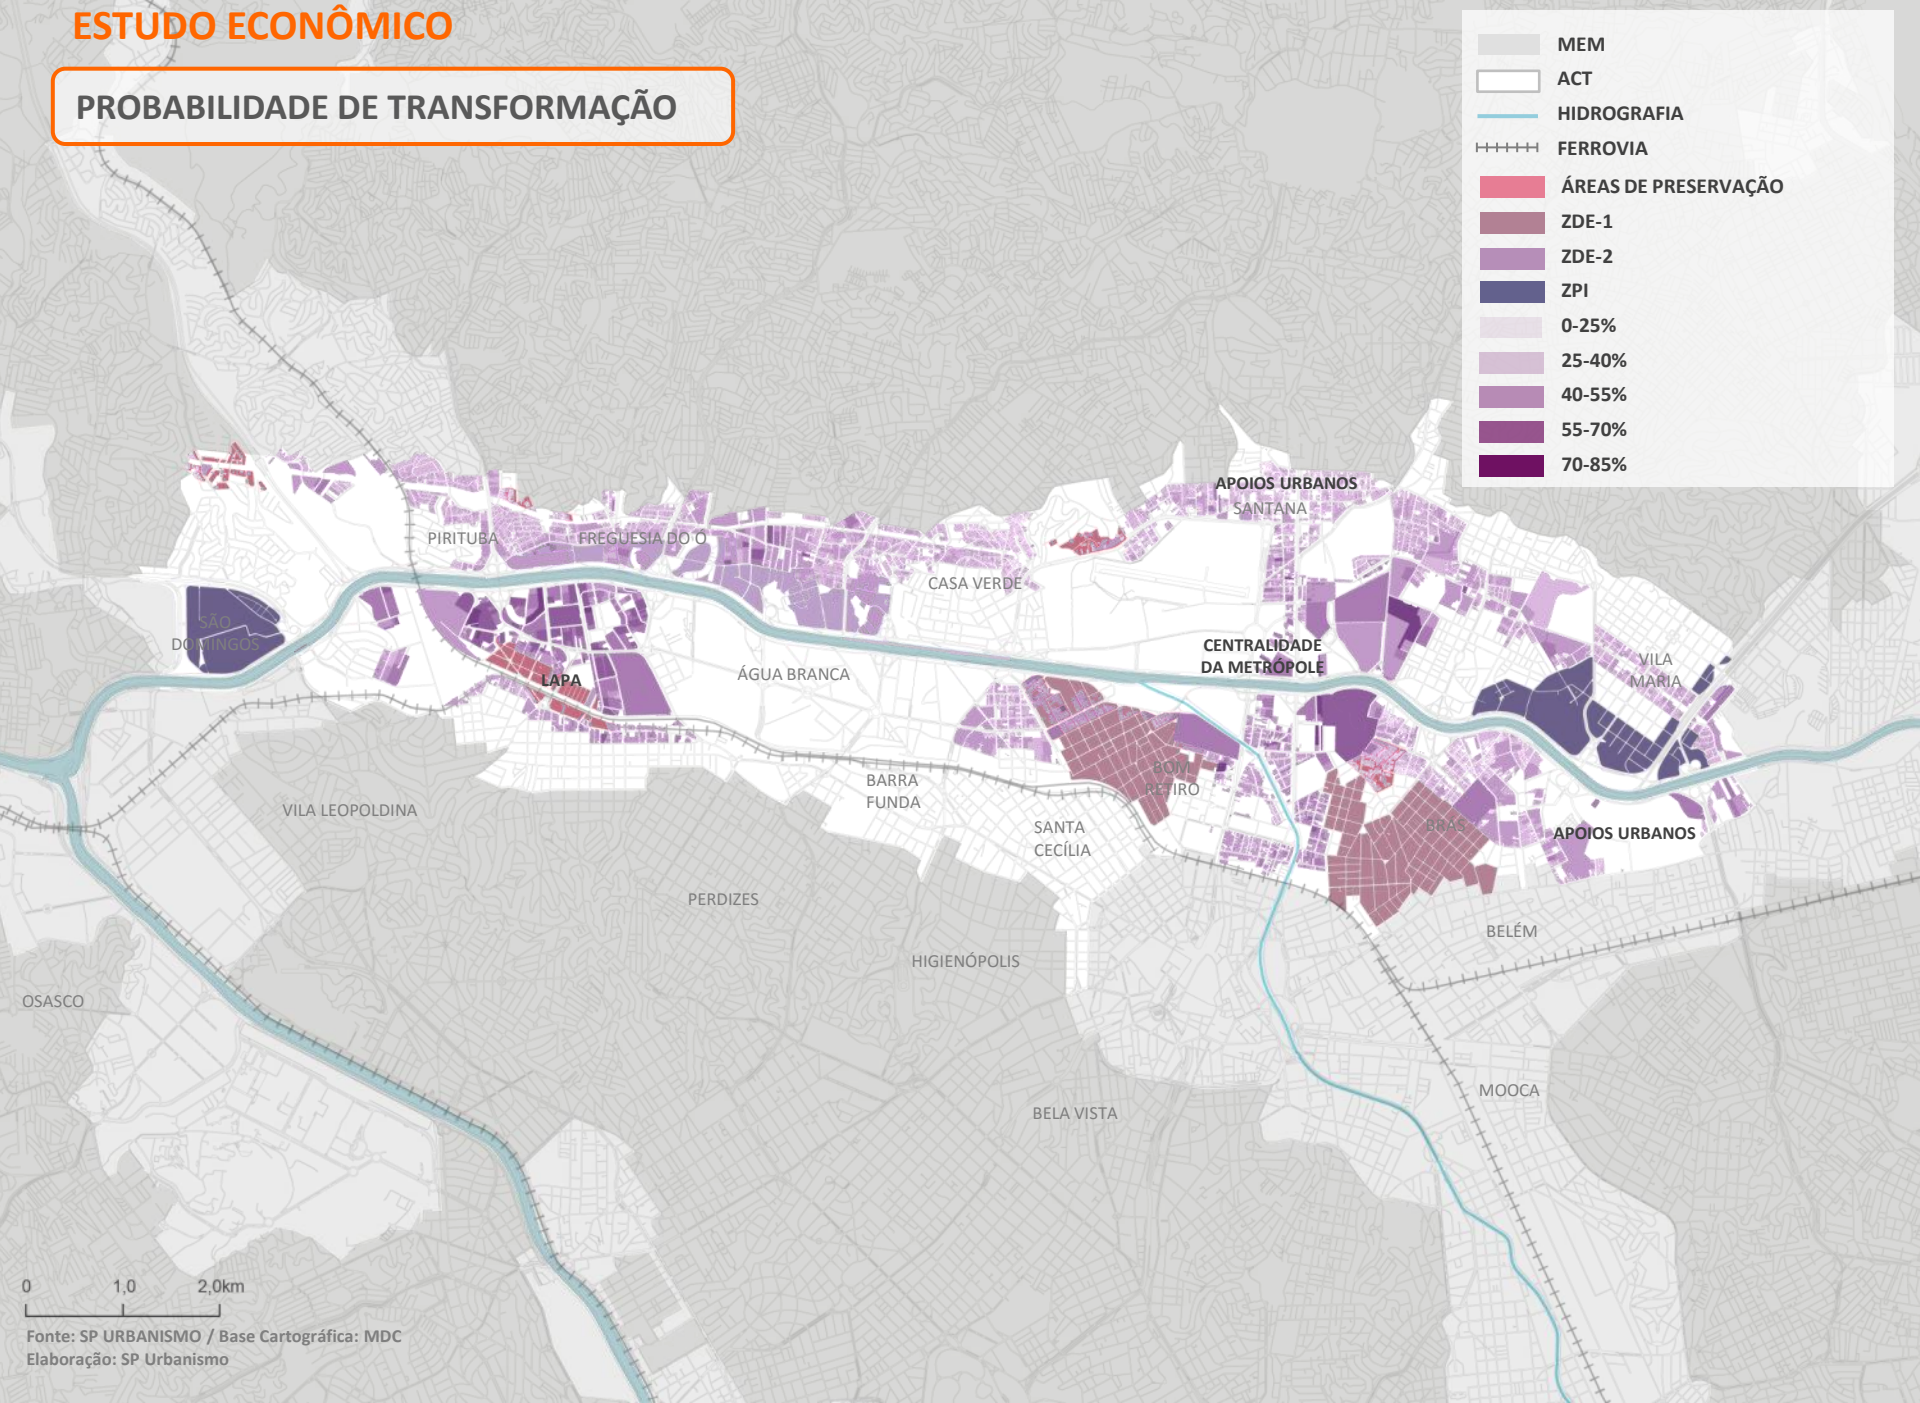 ESTUDO ECONÔMICO
PROBABILIDADE DE TRANSFORMAÇÃO
MEM
ACT
HIDROGRAFIA
FERROVIA
ÁREAS DE PRESERVAÇÃO
ZDE-1
ZDE-2
ZPI
0-25%
25-40%
40-55%
55-70%
70-85%
APOIOS URBANOS
SANTANA
PIRITUBA
FREGUESIA DO Ó
CASA VERDE
SÃO
DOMINGOS
CENTRALIDADE
DA METRÓPOLE
VILA
MARIA
LAPA
ÁGUA BRANCA
BOM
RETIRO
BARRA
FUNDA
VILA LEOPOLDINA
SANTA
CECÍLIA
BRÁS
APOIOS URBANOS
PERDIZES
BELÉM
HIGIENÓPOLIS
OSASCO
MOOCA
BELA VISTA
0 1,0 2,0km
Fonte: SP URBANISMO / Base Cartográfica: MDC
Elaboração: SP Urbanismo